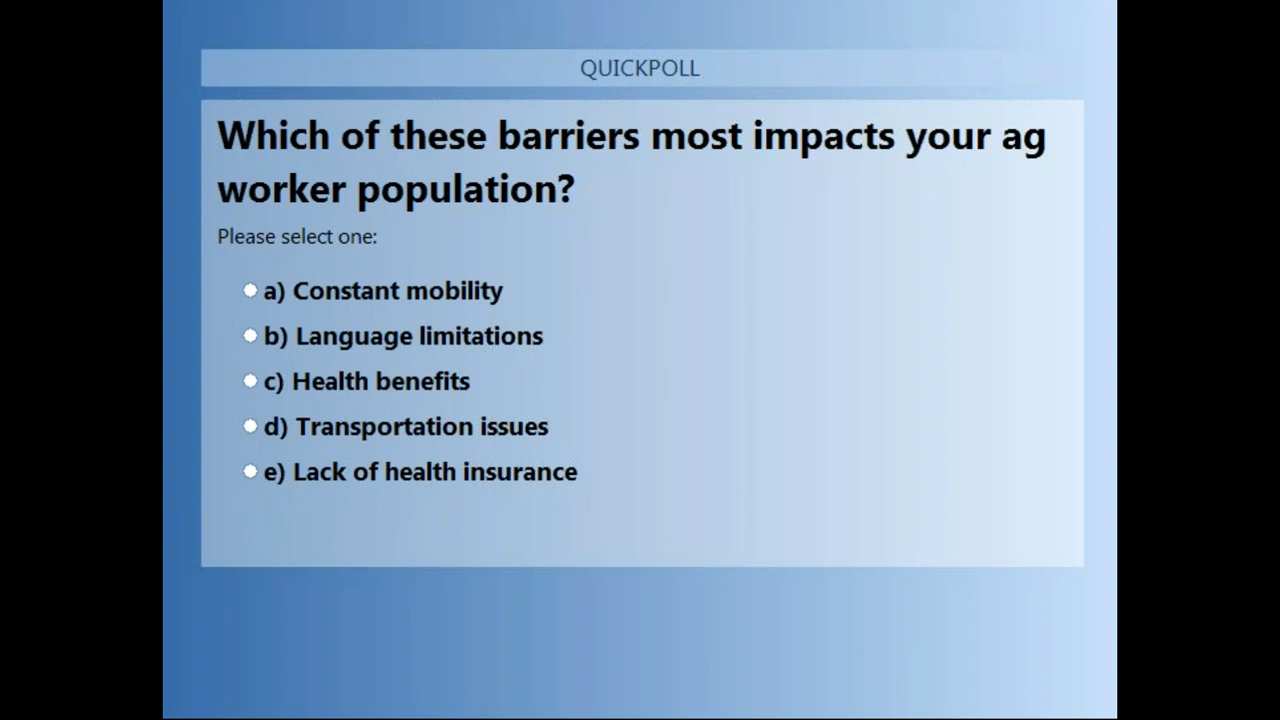 QUICKPOLL
Which of these barriers most impacts your ag
worker population?
Please select one:
a) Constant mobility
b) Language limitations
c) Health benefits
d) Transportation issues
e) Lack of health insurance